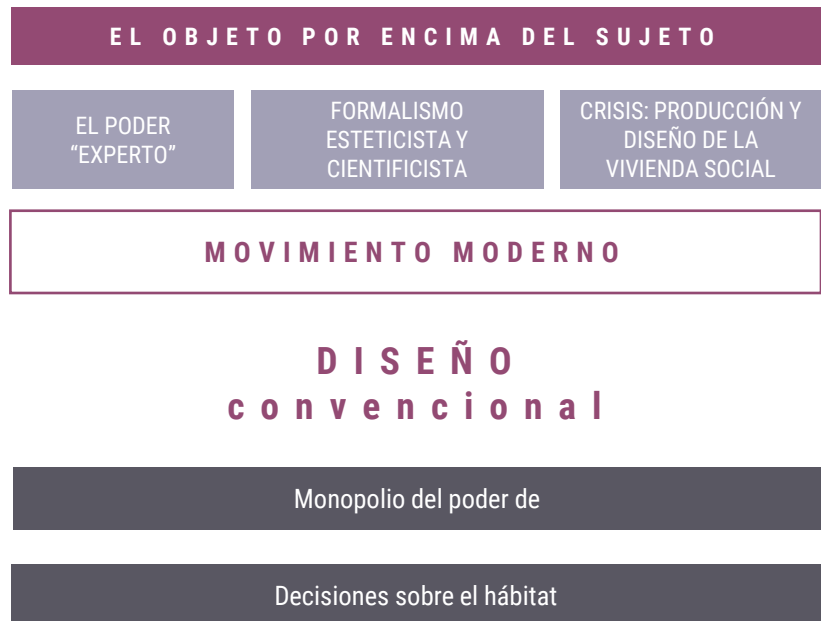 EL OBJETO POR ENCIMA DEL SUJETO
EL PODER
“EXPERTO”
FORMALISMO
ESTETICISTA Y
CIENTIFICISTA
CRISIS: PRODUCCIÓN Y
DISEÑO DE LA
VIVIENDA SOCIAL
MOVIMIENTO MODERNO
DISEÑO
convencional
Monopolio del poder de
Decisiones sobre el hábitat